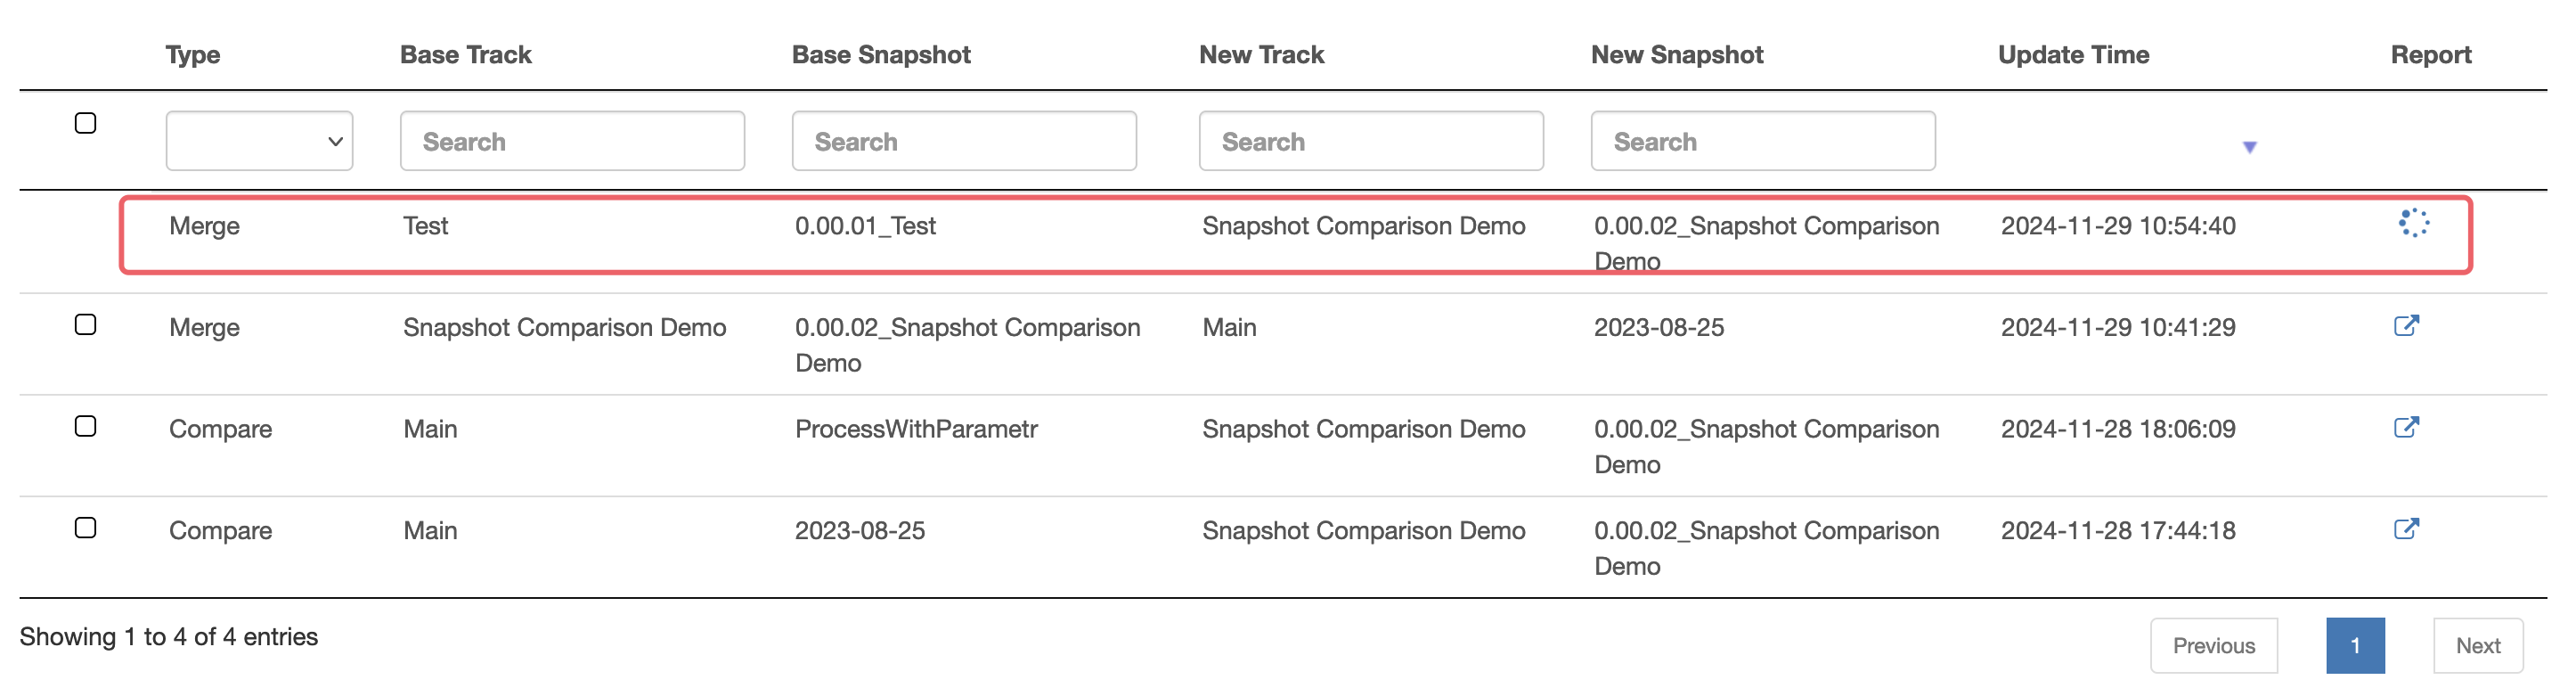 Type Base Track Base Snapshot New Track New Snapshot Update Time Report
Search Search Search Search
Merge Test 0.00.01_Test Snapshot Comparison Demo 0.00.02_Snapshot Comparison 2024-11-29 10:54:40
Demo
Merge Snapshot Comparison Demo 0.00.02_Snapshot Comparison Main 2023-08-25 2024-11-29 10:41:29
Demo
Compare Main ProcessWithParametr Snapshot Comparison Demo 0.00.02_Snapshot Comparison 2024-11-28 18:06:09
Demo
Compare Main 2023-08-25 Snapshot Comparison Demo 0.00.02_Snapshot Comparison 2024-11-28 17:44:18
Demo
Showing 1 to 4 of 4 entries
Previous 1 Next